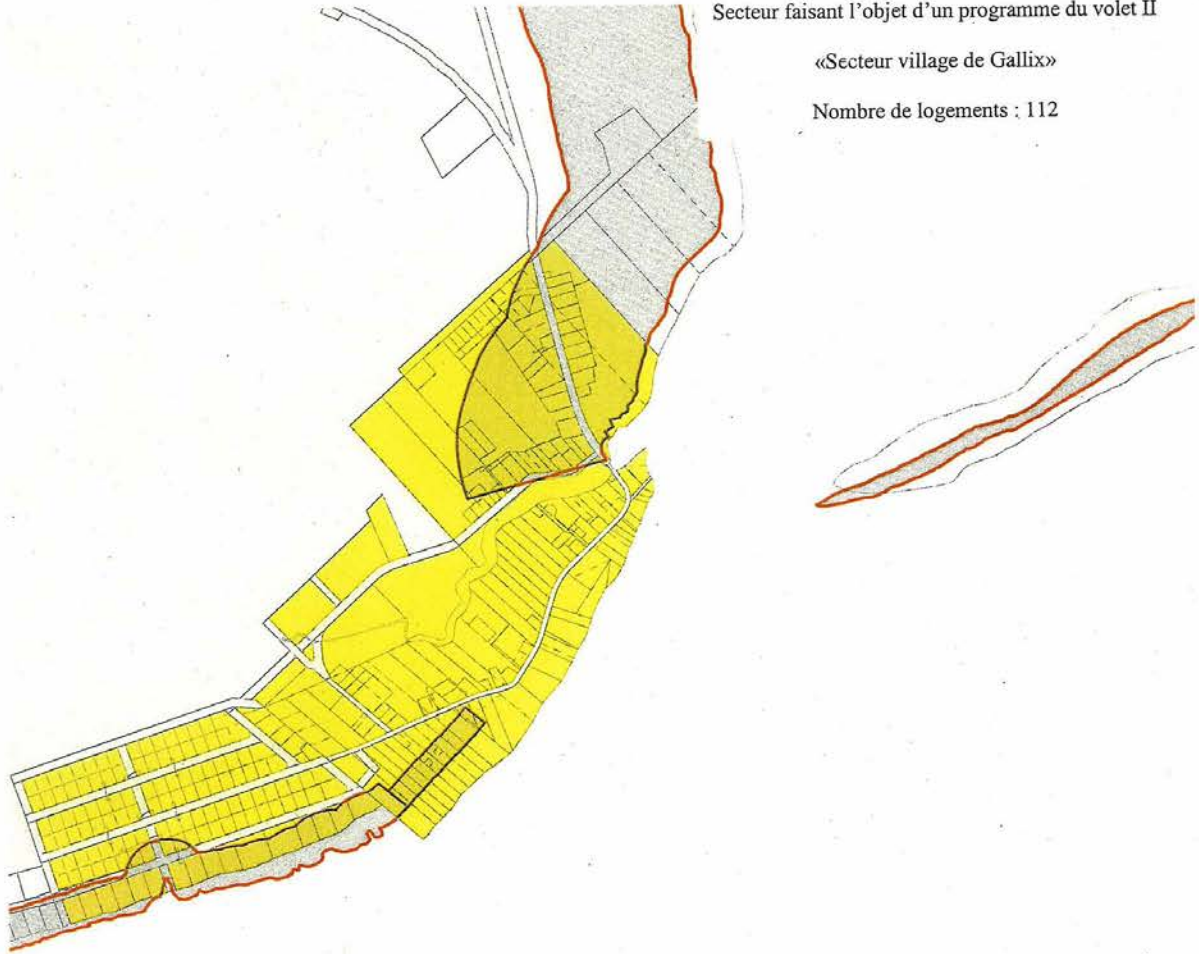 Secteur faisant l'objet d'un programme du volet II
«Secteur village de Gallix»
Nombre de logements : 112